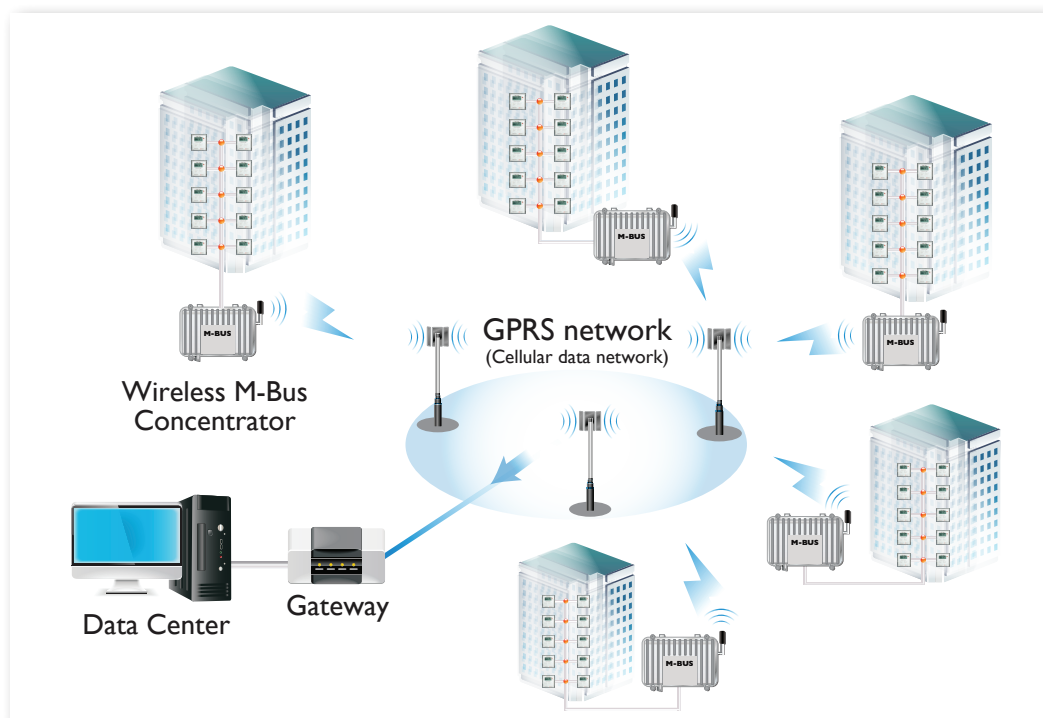 M-BUS
M-BUS
M-BUS
GPRS network
(Cellular data network)
Wireless M-Bus
Concentrator
M-BUS
Data Center
Gateway
M-BUS